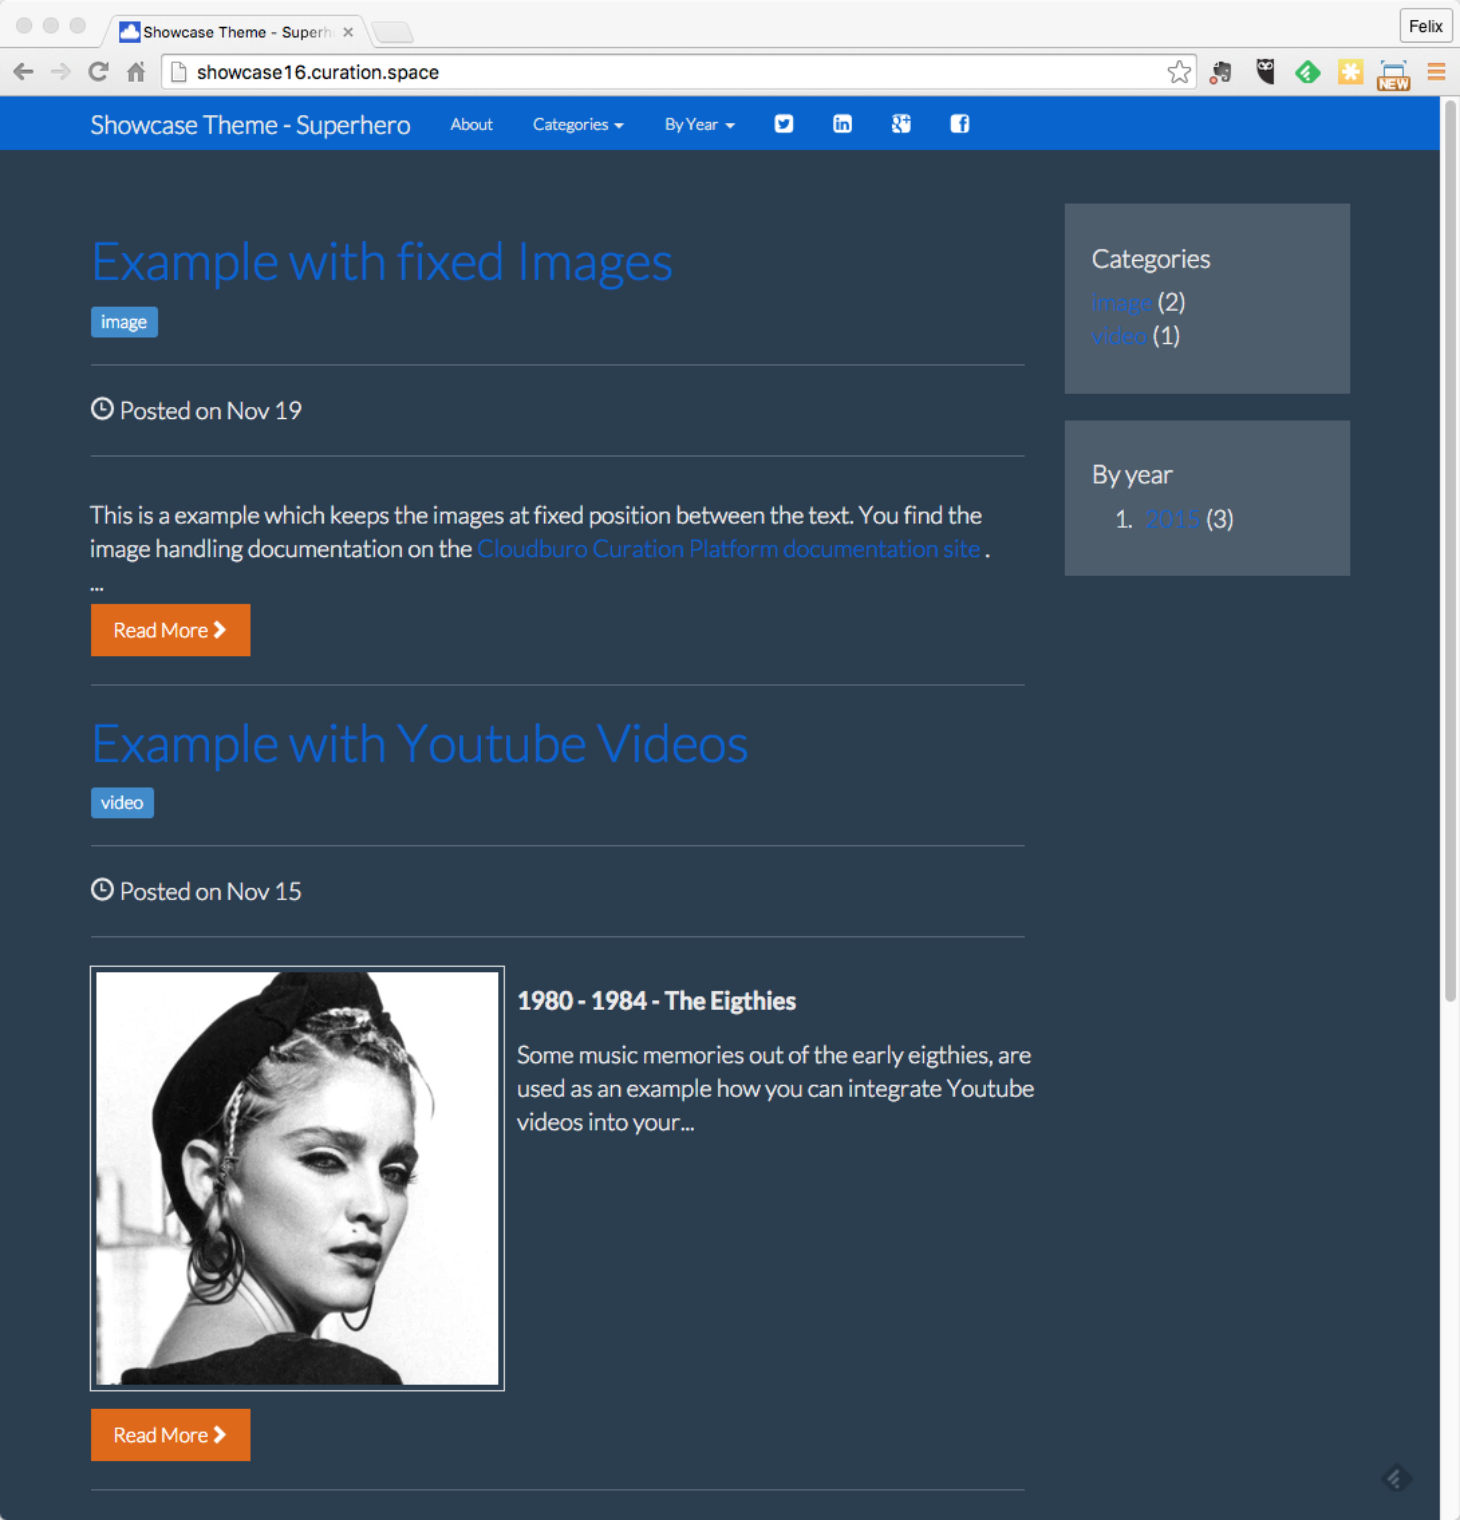 Showcase Theme - Superh
Felix
showcase16.curation.space
NEW
Showcase Theme - Superhero
About
Categories
By Year
Example with fixed Images
image
Posted on Nov 19
This is a example which keeps the images at fixed position between the text. You find the
image handling documentation on the Cloudburo Curation Platform documentation site .
...
Read More
Example with Youtube Videos
video
Posted on Nov 15
1980 - 1984 - The Eigthies
Some music memories out of the early eigthies, are
used as an example how you can integrate Youtube
videos into your...
Read More
Categories
image (2)
video (1)
By year
1. 2015 (3)